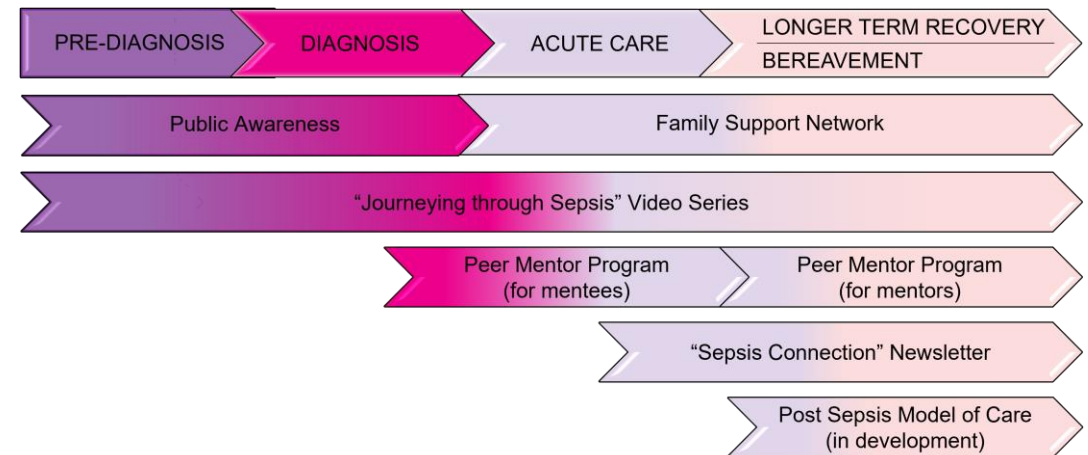 PRE-DIAGNOSIS
DIAGNOSIS
ACUTE CARE
LONGER TERM RECOVERY
BEREAVEMENT
Public Awareness
Family Support Network
“Journeying through Sepsis” Video Series
Peer Mentor Program
(for mentees)
Peer Mentor Program
(for mentors)
“Sepsis Connection” Newsletter
Post Sepsis Model of Care
(in development)